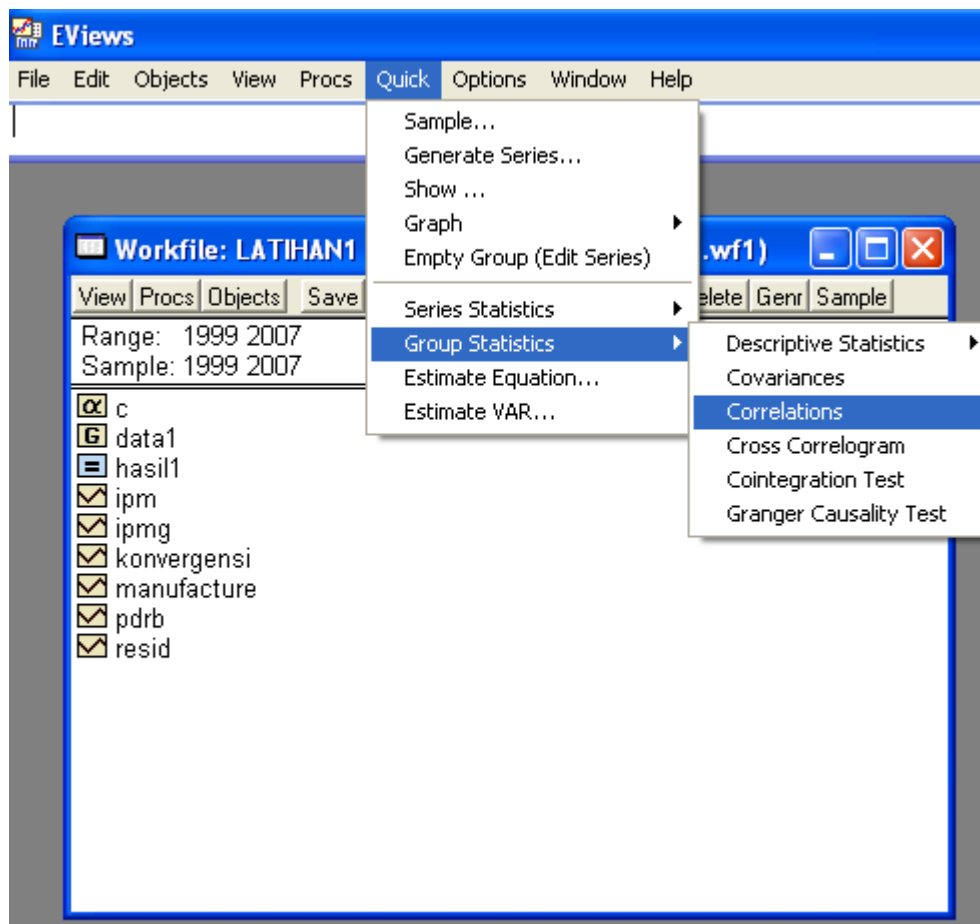 EViews
File Edit Objects View Procs Quick Options Window Help
Sample...
Generate Series...
Show ...
Graph
Empty Group (Edit Series)
Series Statistics
Group Statistics
Estimate Equation...
Estimate VAR...
Descriptive Statistics
Covariances
Correlations
Cross Correlogram
Cointegration Test
Granger Causality Test
Workfile: LATIHAN1 .wf1)
View Procs Objects Save Genr Sample
Range: 1999 2007
Sample: 1999 2007
c
data1
hasil1
ipm
ipmg
konvergensi
manufacture
pdrb
resid